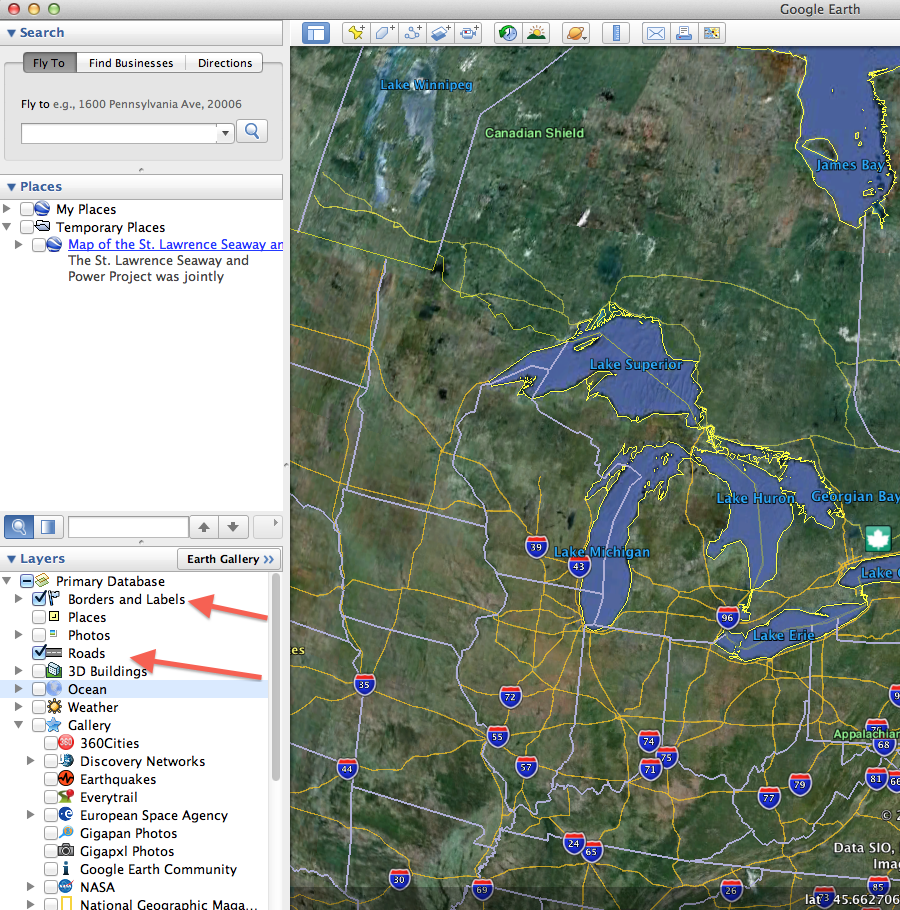 Google Earth
Search
Fly To
Find Businesses
Directions
Fly to e.g., 1600 Pennsylvania Ave, 20006
Places
My Places
Temporary Places
Map of the St. Lawrence Seaway an
The St. Lawrence Seaway and
Power Project was jointly
Layers
Earth Gallery >>
Primary Database
Borders and Labels
Places
Photos
Roads
3D Buildings
Ocean
Weather
Gallery
360
360Cities
Discovery Networks
Earthquakes
Everytrail
European Space Agency
Gigapan Photos
Gigapxl Photos
Google Earth Community
NASA
National Geographic Maga...
Lake Winnipeg
Canadian Shield
James Bay
Lake Superior
Lake Huron
Georgian Bay
39
Lake Michigan
43
Lake O
96
Lake Erie
es
35
72
55
74
75
Appalachian
68
57
71
44
79
81
66
77
©
24
65
Data SIO,
Ima
30
69
26
73
85
lat 45.662706